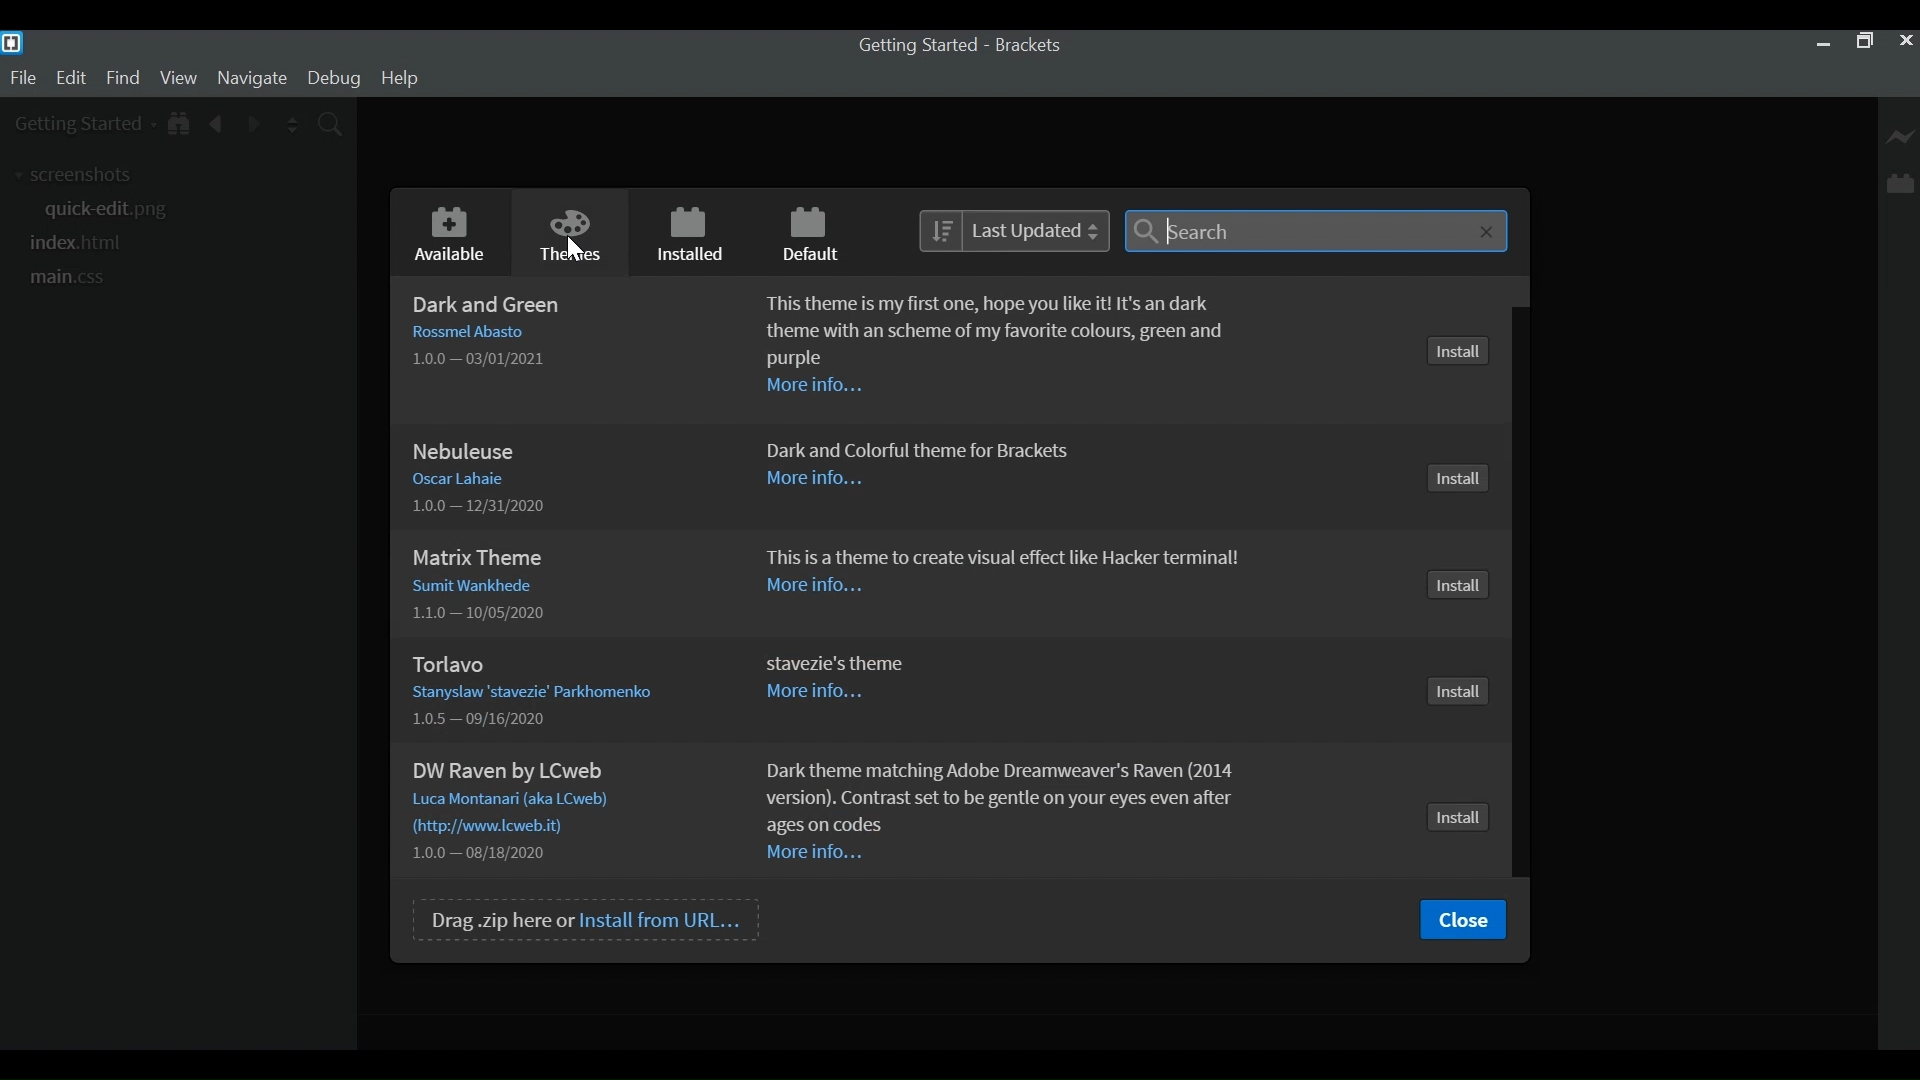 Getting Started - Brackets
File Edit Find View Navigate Debug Help
Getting Started
screenshots
quick-edit.png
index.html
main.css
Available
Themes
Installed
Default
Last Updated
Search
Dark and Green
Rossmel Abasto
1.0.0 — 03/01/2021
This theme is my first one, hope you like it! It's an dark
theme with an scheme of my favorite colours, green and
purple
More info...
Install
Nebuleuse
Oscar Lahaie
1.0.0 — 12/31/2020
Dark and Colorful theme for Brackets
More info...
Install
Matrix Theme
Sumit Wankhede
1.1.0 — 10/05/2020
This is a theme to create visual effect like Hacker terminal!
More info...
Install
Torlavo
Stanyslaw 'stavezie' Parkhomenko
1.0.5 — 09/16/2020
stavezie's theme
More info...
Install
DW Raven by LCweb
Luca Montanari (aka LCweb)
(http://www.lcweb.it)
1.0.0 — 08/18/2020
Dark theme matching Adobe Dreamweaver's Raven (2014
version). Contrast set to be gentle on your eyes even after
ages on codes
More info...
Install
Drag .zip here or Install from URL...
Close